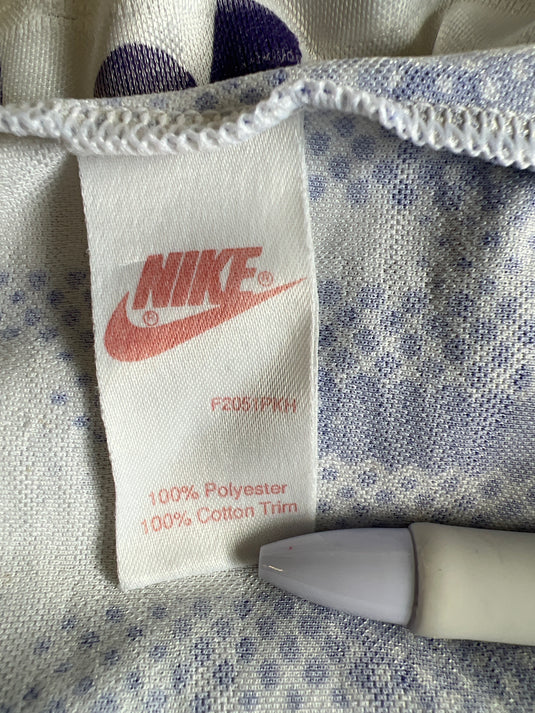 NIKE®
®
F2051PKH
100% Polyester
100% Cotton Trim